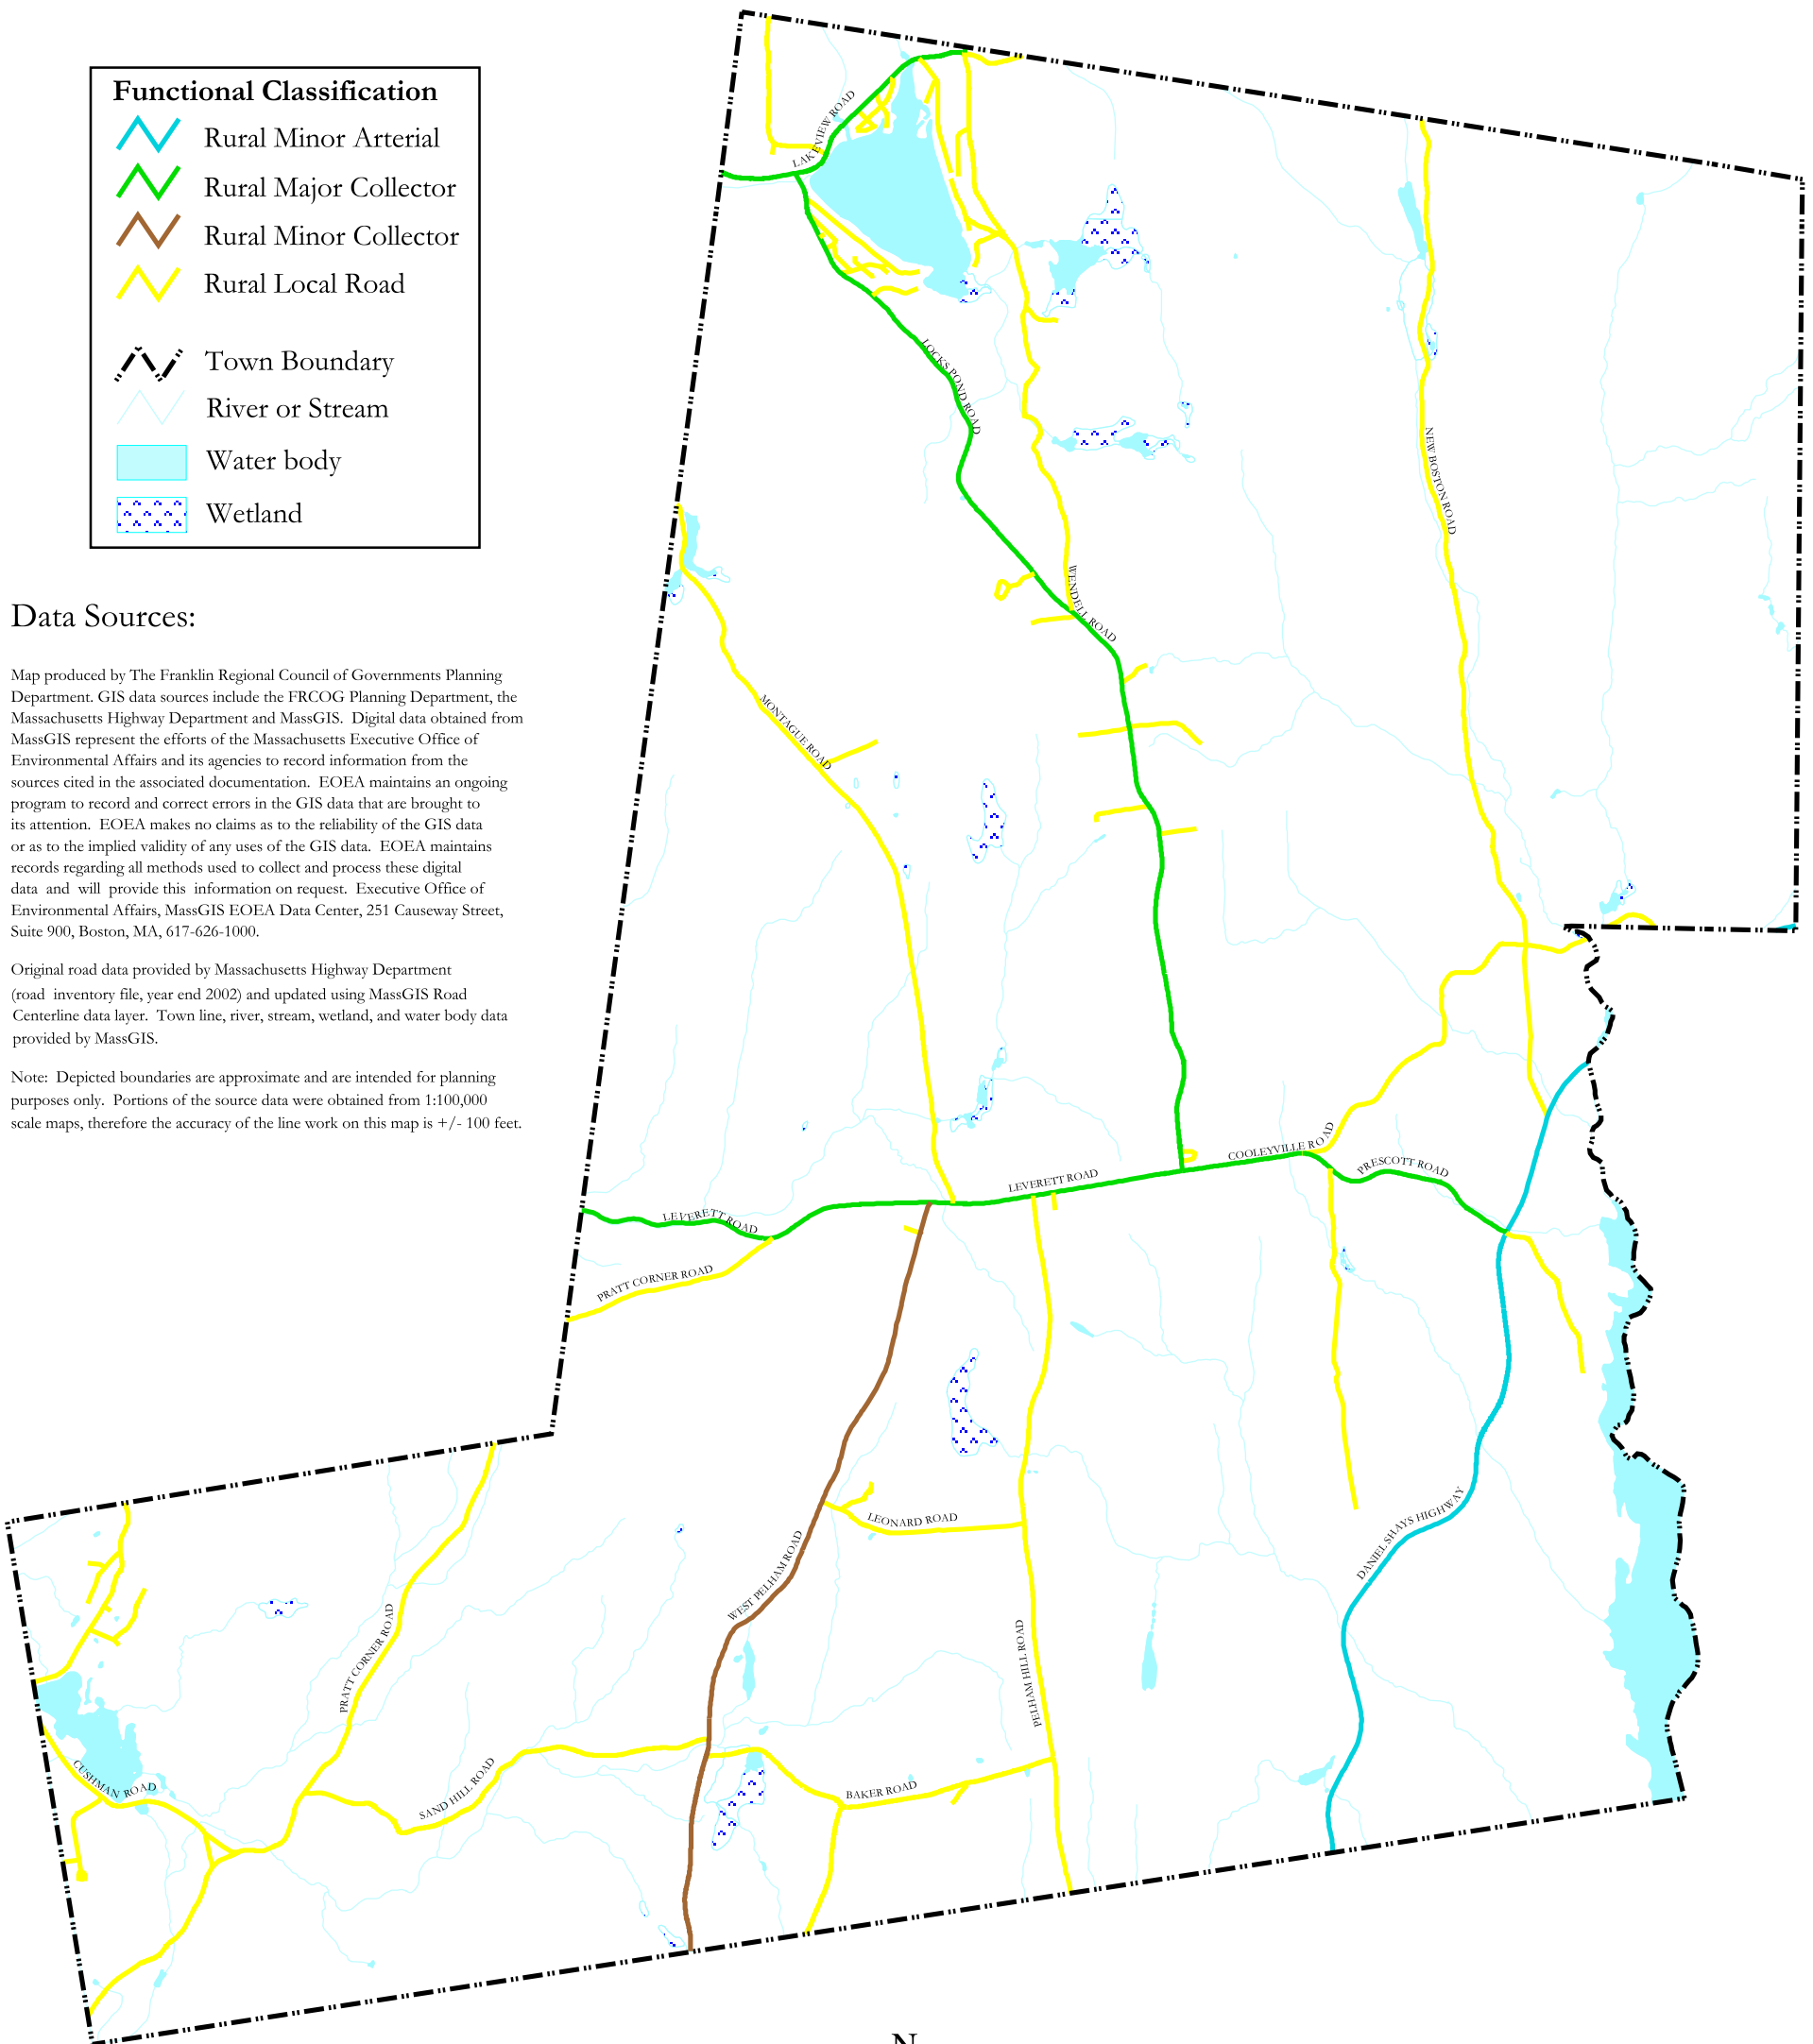 Functional Classification
Rural Minor Arterial
Rural Major Collector
Rural Minor Collector
Rural Local Road
Town Boundary
River or Stream
Water body
Wetland
Data Sources:
Map produced by The Franklin Regional Council of Governments Planning
Department. GIS data sources include the FRCOG Planning Department, the
Massachusetts Highway Department and MassGIS. Digital data obtained from
MassGIS represent the efforts of the Massachusetts Executive Office of
Environmental Affairs and its agencies to record information from the
sources cited in the associated documentation. EOEA maintains an ongoing
program to record and correct errors in the GIS data that are brought to
its attention. EOEA makes no claims as to the reliability of the GIS data
or as to the implied validity of any uses of the GIS data. EOEA maintains
records regarding all methods used to collect and process these digital
data and will provide this information on request. Executive Office of
Environmental Affairs, MassGIS EOEA Data Center, 251 Causeway Street,
Suite 900, Boston, MA, 617-626-1000.
Original road data provided by Massachusetts Highway Department
(road inventory file, year end 2002) and updated using MassGIS Road
Centerline data layer. Town line, river, stream, wetland, and water body data
provided by MassGIS.
Note: Depicted boundaries are approximate and are intended for planning
purposes only. Portions of the source data were obtained from 1:100,000
scale maps, therefore the accuracy of the line work on this map is +/- 100 feet.
LAKEVIEW ROAD
LOCKS POND ROAD
NEW BOSTON ROAD
WENDELL ROAD
MONTAGUE ROAD
COOLEYVILLE ROAD
PRESCOTT ROAD
LEVERETT ROAD
LEVERETT ROAD
PRATT CORNER ROAD
LEONARD ROAD
DANIEL SHAYS HIGHWAY
WEST PELHAM ROAD
PELHAM HILL ROAD
PRATT CORNER ROAD
CUSHMAN ROAD
SAND HILL ROAD
BAKER ROAD
N